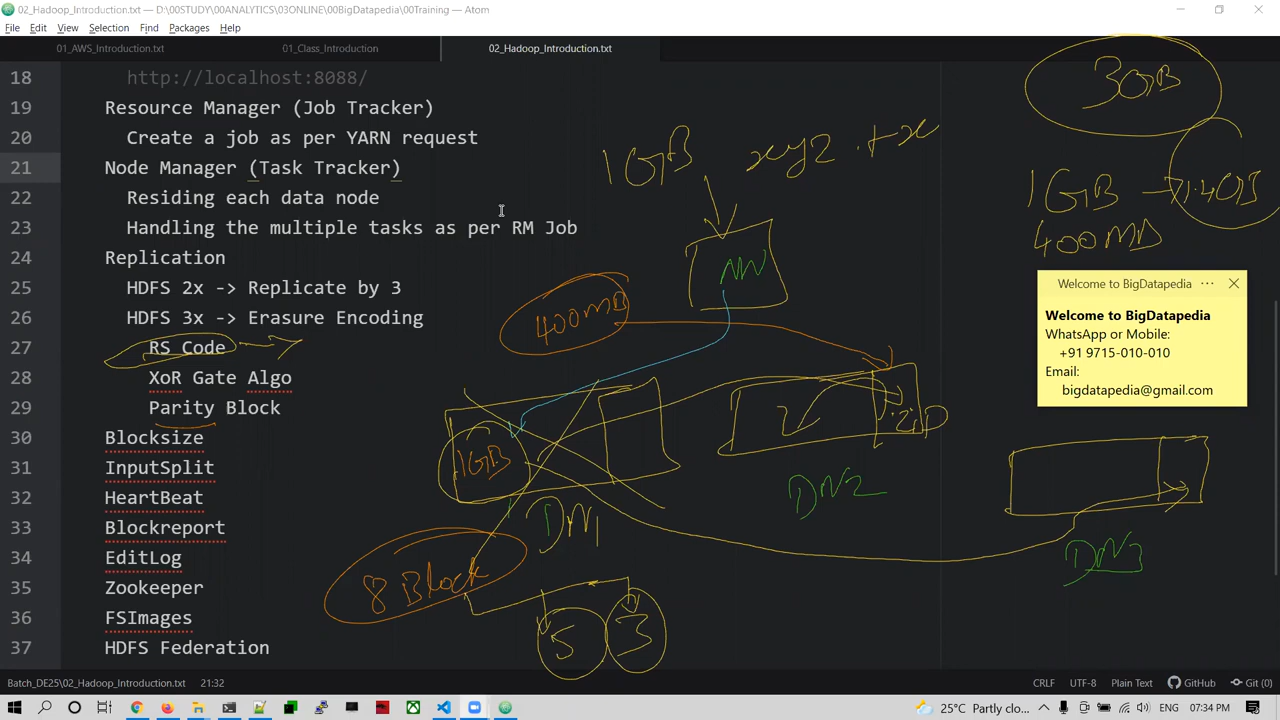 02_Hadoop_Introduction.txt — D:\00STUDY\00ANALYTICS\03ONLINE\00BigDatapedia\00Training — Atom
File Edit View Selection Find Packages Help
01_AWS_Introduction.txt 01_Class_Introduction 02_Hadoop_Introduction.txt
18 http://localhost:8088/
19 Resource Manager (Job Tracker)
20 Create a job as per YARN request
21 Node Manager (Task Tracker)
22 Residing each data node
23 Handling the multiple tasks as per RM Job
24 Replication
25 HDFS 2x -> Replicate by 3
26 HDFS 3x -> Erasure Encoding
27 RS Code
28 XoR Gate Algo
29 Parity Block
30 Blocksize
31 InputSplit
32 HeartBeat
33 Blockreport
34 EditLog
35 Zookeeper
36 FSImages
37 HDFS Federation
3GB
1GB xyz .tx
1GB → 1.4GB
400MB
NN
400MB
1GB
DN1
DN2
DN3
8 Block
5 3
Welcome to BigDatapedia
Welcome to BigDatapedia
WhatsApp or Mobile:
+91 9715-010-010
Email:
bigdatapedia@gmail.com
Batch_DE25\02_Hadoop_Introduction.txt 21:32 CRLF UTF-8 Plain Text GitHub Git (0)
25°C Partly clo... 07:34 PM